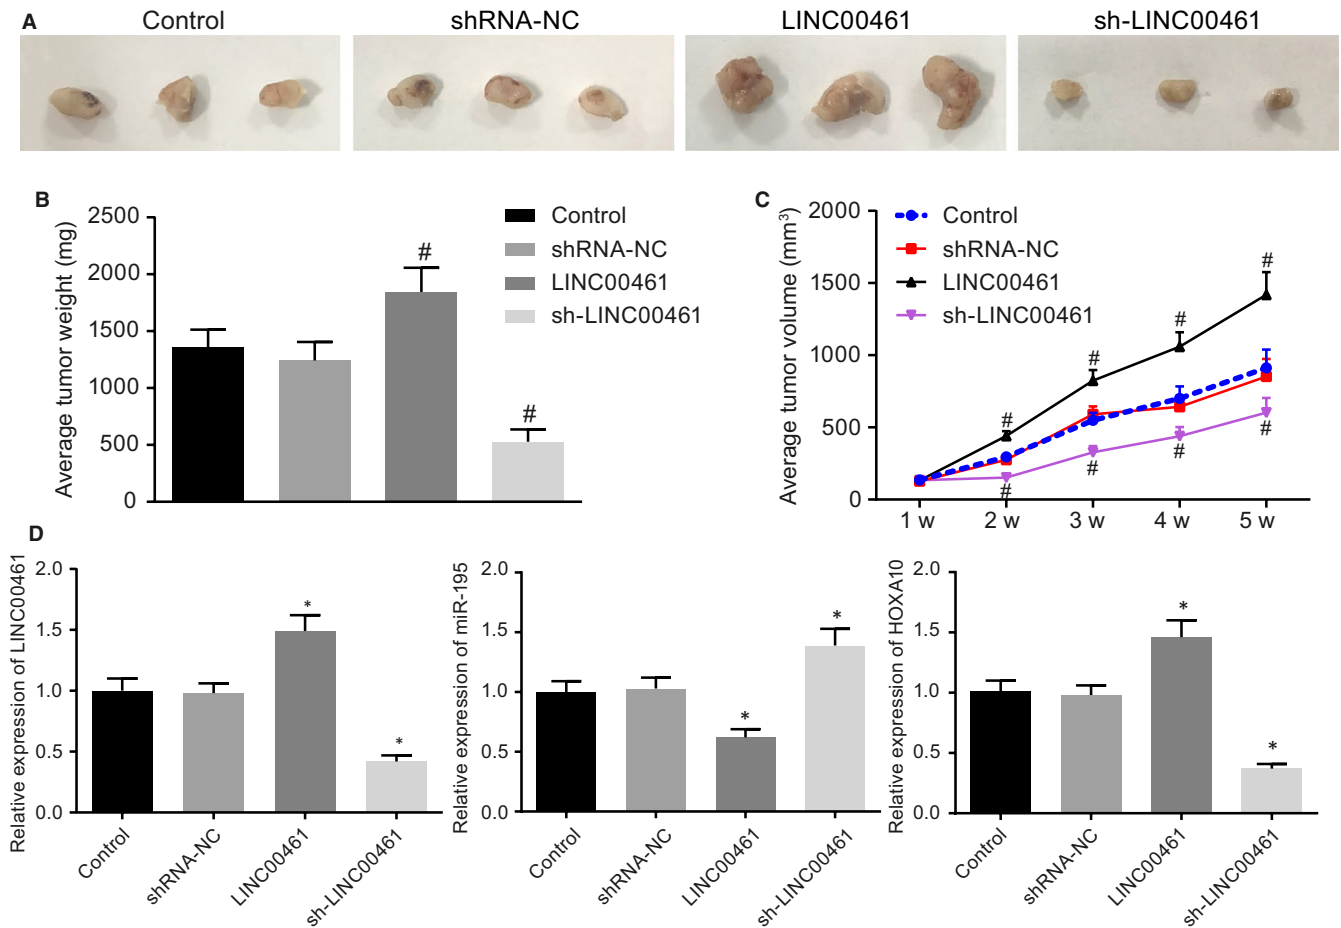 A
Control
shRNA-NC
LINC00461
sh-LINC00461
B
Average tumor weight (mg)
2500
2000
1500
1000
500
0
#
#
Control
shRNA-NC
LINC00461
sh-LINC00461
C
Average tumor volume (mm³)
2000
1500
1000
500
0
Control
shRNA-NC
LINC00461
sh-LINC00461
#
#
#
#
#
#
#
#
1 w
2 w
3 w
4 w
5 w
D
Relative expression of LINC00461
2.0
1.5
1.0
0.5
0.0
*
*
Control
shRNA-NC
LINC00461
sh-LINC00461
Relative expression of miR-195
2.0
1.5
1.0
0.5
0.0
*
*
Control
shRNA-NC
LINC00461
sh-LINC00461
Relative expression of HOXA10
2.0
1.5
1.0
0.5
0.0
*
*
Control
shRNA-NC
LINC00461
sh-LINC00461